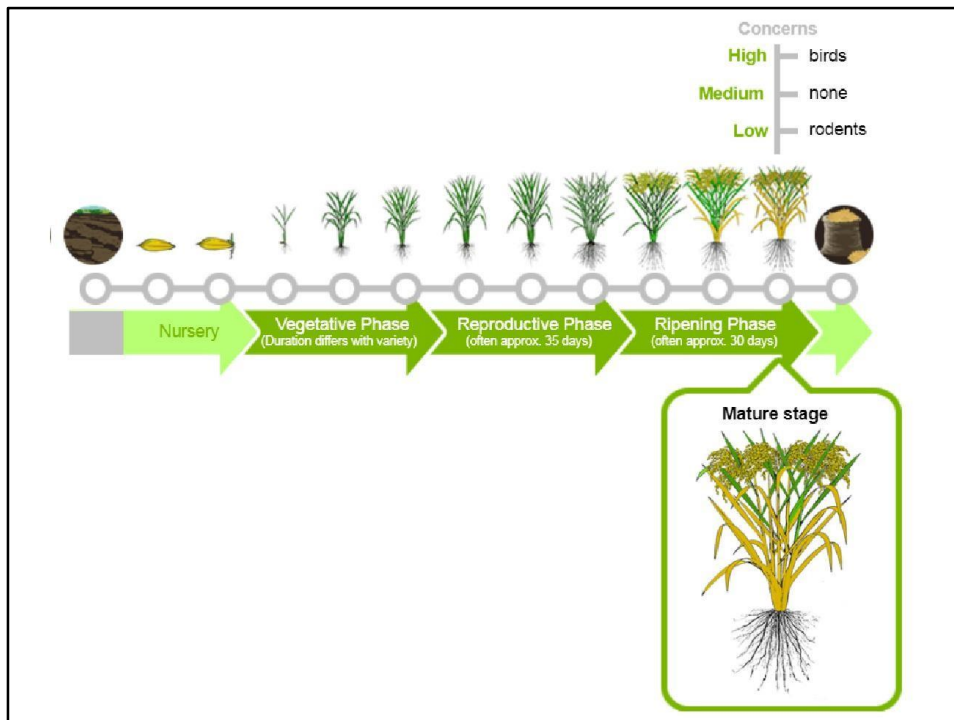 Concerns
High birds
Medium none
Low rodents
Nursery
Vegetative Phase
(Duration differs with variety)
Reproductive Phase
(often approx. 35 days)
Ripening Phase
(often approx. 30 days)
Mature stage